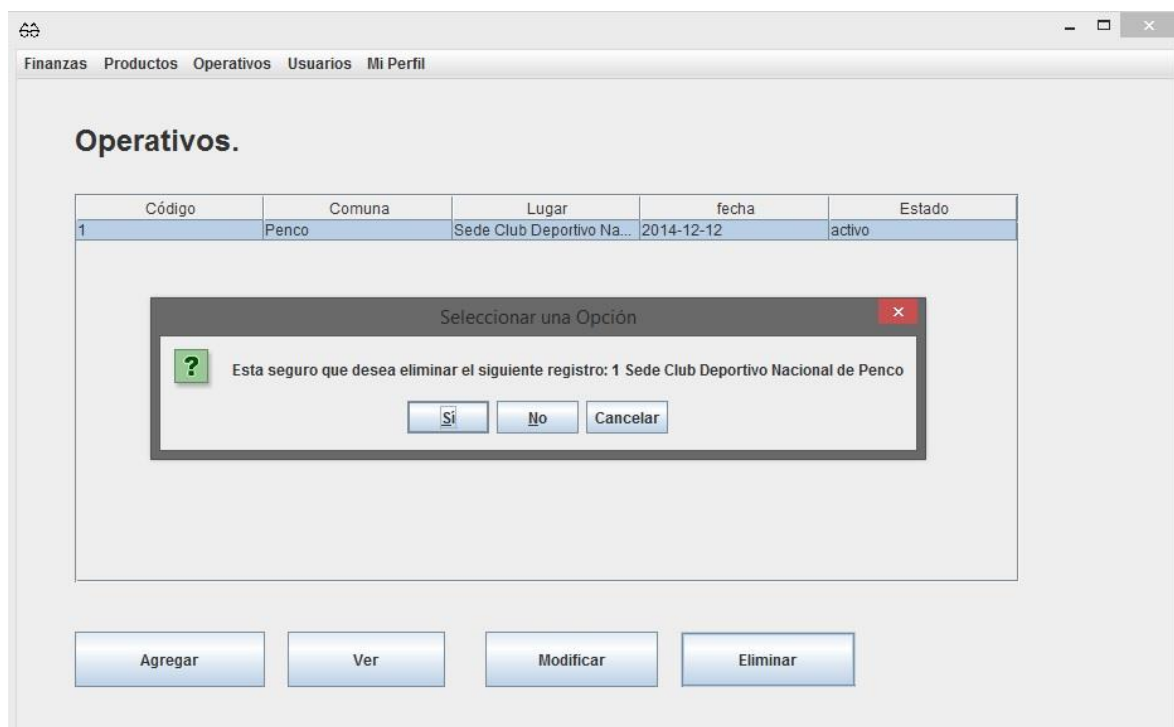 Finanzas Productos Operativos Usuarios Mi Perfil
Operativos.
Código Comuna Lugar fecha Estado
1 Penco Sede Club Deportivo Na... 2014-12-12 activo
Seleccionar una Opción
Esta seguro que desea eliminar el siguiente registro: 1 Sede Club Deportivo Nacional de Penco
Sí No Cancelar
Agregar Ver Modificar Eliminar